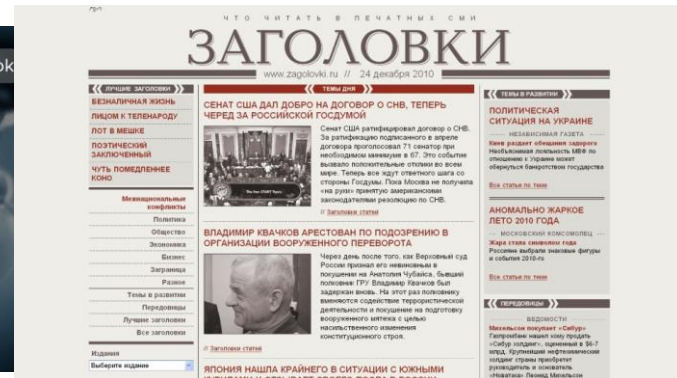 ok
ЧТО ЧИТАТЬ В ПЕЧАТНЫХ СМИ
ЗАГОЛОВКИ
www.zagolovki.ru // 24 декабря 2010
ЛУЧШИЕ ЗАГОЛОВКИ
БЕЗНАЛИЧНАЯ ЖИЗНЬ
ЛИЦОМ К ТЕЛЕНАРОДУ
ЛОТ В МЕШКЕ
ПОЭТИЧЕСКИЙ
ЗАКЛЮЧЕННЫЙ
ЧУТЬ ПОМЕДЛЕННЕЕ
КОНО
Межнациональные
конфликты
Политика
Общество
Экономика
Бизнес
Заграница
Разное
Темы в развитии
Передовицы
Лучшие заголовки
Все заголовки
Издания
Выберите издание
ТЕМЫ ДНЯ
СЕНАТ США ДАЛ ДОБРО НА ДОГОВОР О СНВ, ТЕПЕРЬ
ЧЕРЕД ЗА РОССИЙСКОЙ ГОСДУМОЙ
Сенат США ратифицировал договор о СНВ.
За ратификацию подписанного в апреле
договора проголосовал 71 сенатор при
необходимом минимуме в 67. Это событие
вызвало положительные отклики во всем
мире. Теперь все ждут ответного шага со
стороны Госдумы. Пока Москва не получила
«на руки» принятую американскими
законодателями резолюцию по СНВ.
// Заголовки статей
ВЛАДИМИР КВАЧКОВ АРЕСТОВАН ПО ПОДОЗРЕНИЮ В
ОРГАНИЗАЦИИ ВООРУЖЕННОГО ПЕРЕВОРОТА
Через день после того, как Верховный суд
России признал его невиновным в
покушении на Анатолия Чубайса, бывший
полковник ГРУ Владимир Квачков был
задержан вновь. На этот раз полковнику
вменяются содействие террористической
деятельности и покушение на подготовку
вооруженного мятежа с целью
насильственного изменения
конституционного строя.
// Заголовки статей
ЯПОНИЯ НАШЛА КРАЙНЕГО В СИТУАЦИИ С ЮЖНЫМИ
ТЕМЫ В РАЗВИТИИ
ПОЛИТИЧЕСКАЯ
СИТУАЦИЯ НА УКРАИНЕ
НЕЗАВИСИМАЯ ГАЗЕТА
Киев раздает обещания задорого
Необъяснимая лояльность МВФ по
отношению к Украине может
обернуться банкротством государства
Все статьи по теме
АНОМАЛЬНО ЖАРКОЕ
ЛЕТО 2010 ГОДА
МОСКОВСКИЙ КОМСОМОЛЕЦ
Жара стала символом года
Россияне выбрали знаковые фигуры
и события 2010-го
Все статьи по теме
ПЕРЕДОВИЦЫ
ВЕДОМОСТИ
Михельсон покупает «Сибур»
Газпромбанк нашел кому продать
«Сибур холдинг», оцененный в $6-7
млрд. Крупнейший нефтехимический
холдинг страны приобретет
руководитель и основатель
«Новатэка» Леонид Михельсон